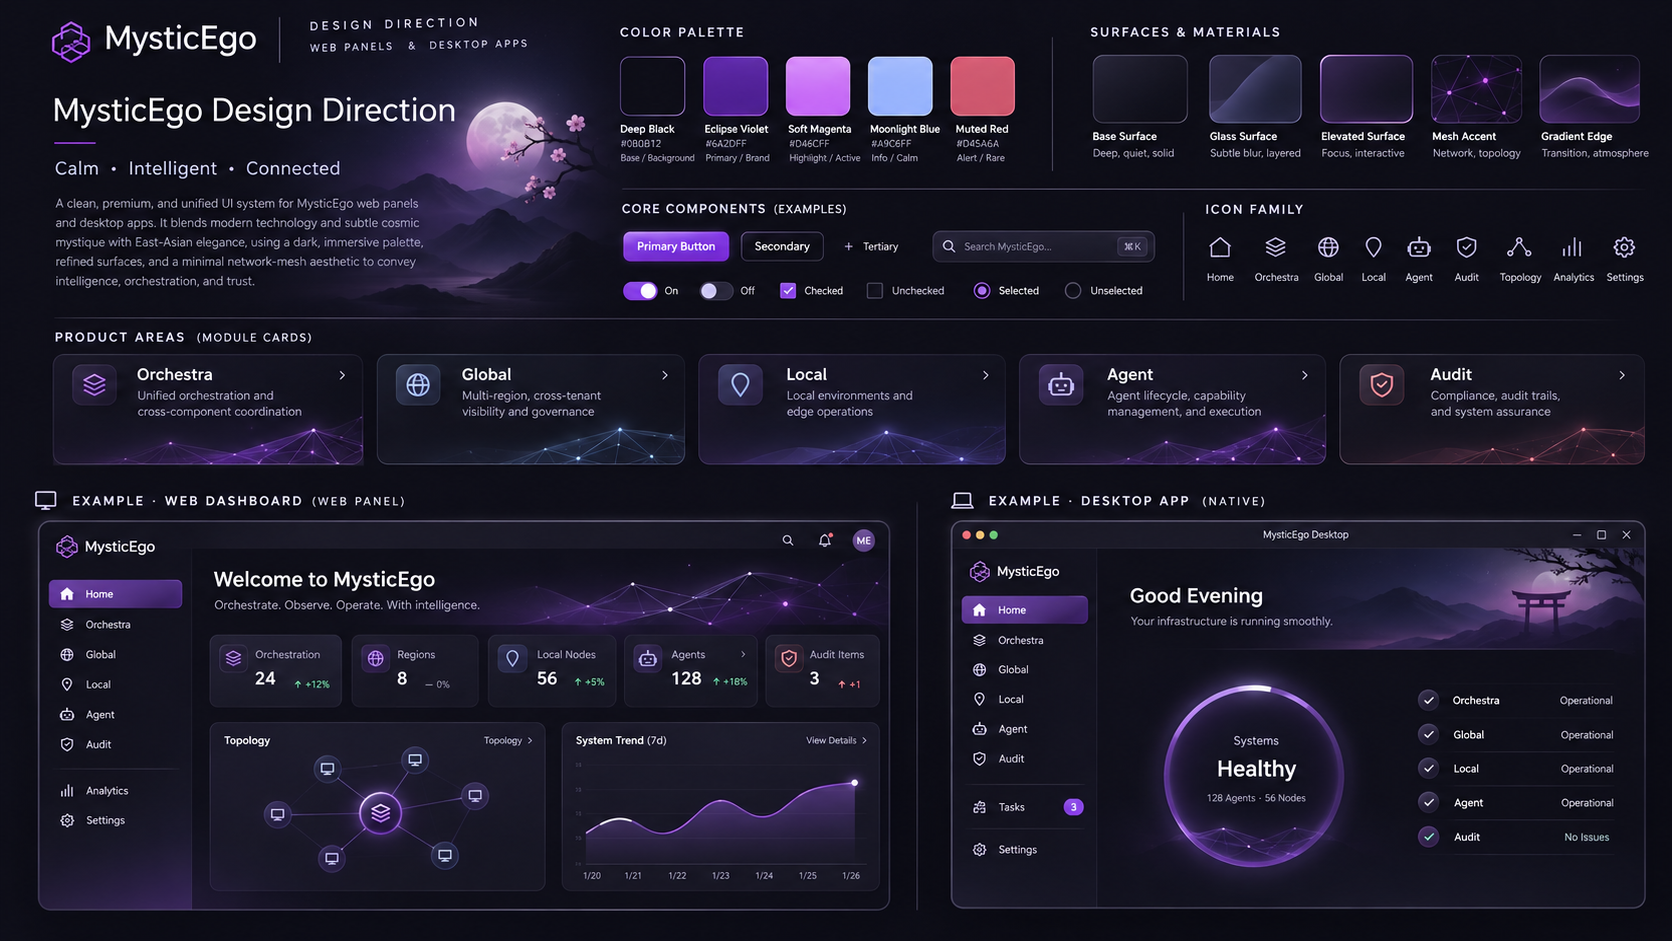 MysticEgo
DESIGN DIRECTION
WEB PANELS & DESKTOP APPS
MysticEgo Design Direction
Calm • Intelligent • Connected
A clean, premium, and unified UI system for MysticEgo web panels
and desktop apps. It blends modern technology and subtle cosmic
mystique with East-Asian elegance, using a dark, immersive palette,
refined surfaces, and a minimal network-mesh aesthetic to convey
intelligence, orchestration, and trust.
COLOR PALETTE
Deep Black
#0B0B12
Base / Background
Eclipse Violet
#6A2DFF
Primary / Brand
Soft Magenta
#D46CFF
Highlight / Active
Moonlight Blue
#A9C6FF
Info / Calm
Muted Red
#D45A6A
Alert / Rare
SURFACES & MATERIALS
Base Surface
Deep, quiet, solid
Glass Surface
Subtle blur, layered
Elevated Surface
Focus, interactive
Mesh Accent
Network, topology
Gradient Edge
Transition, atmosphere
CORE COMPONENTS (EXAMPLES)
Primary Button
Secondary
+ Tertiary
Search MysticEgo...
⌘K
On
Off
Checked
Unchecked
Selected
Unselected
ICON FAMILY
Home
Orchestra
Global
Local
Agent
Audit
Topology
Analytics
Settings
PRODUCT AREAS (MODULE CARDS)
Orchestra
Unified orchestration and
cross-component coordination
Global
Multi-region, cross-tenant
visibility and governance
Local
Local environments and
edge operations
Agent
Agent lifecycle, capability
management, and execution
Audit
Compliance, audit trails,
and system assurance
EXAMPLE · WEB DASHBOARD (WEB PANEL)
MysticEgo
ME
Home
Orchestra
Global
Local
Agent
Audit
Analytics
Settings
Welcome to MysticEgo
Orchestrate. Observe. Operate. With intelligence.
Orchestration
24
↑ +12%
Regions
8
— 0%
Local Nodes
56
↑ +5%
Agents
128
↑ +18%
Audit Items
3
↑ +1
Topology
Topology
System Trend (7d)
View Details
1/20
1/21
1/22
1/23
1/24
1/25
1/26
EXAMPLE · DESKTOP APP (NATIVE)
MysticEgo Desktop
MysticEgo
Home
Orchestra
Global
Local
Agent
Audit
Tasks
3
Settings
Good Evening
Your infrastructure is running smoothly.
Systems
Healthy
128 Agents · 56 Nodes
Orchestra
Operational
Global
Operational
Local
Operational
Agent
Operational
Audit
No Issues